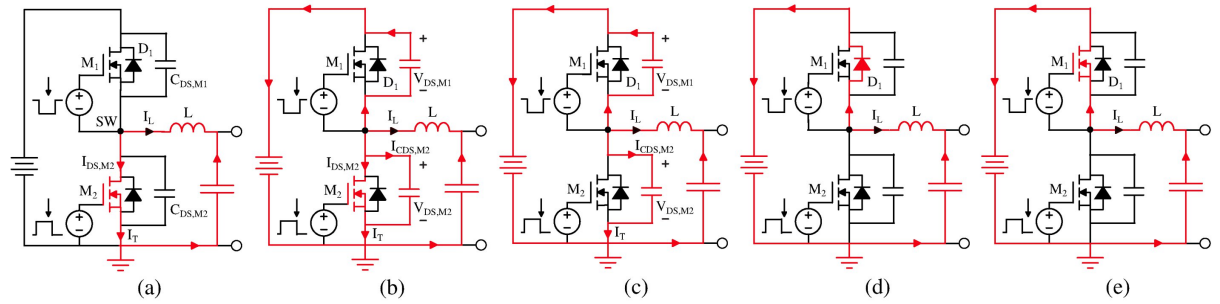 M1
D1
CDS,M1
SW
IL
L
IDS,M2
M2
CDS,M2
IT
(a)
+
M1
D1
VDS,M1
−
IL
L
ICDS,M2
IDS,M2
+
M2
VDS,M2
−
IT
(b)
+
M1
D1
VDS,M1
−
IL
L
ICDS,M2
+
M2
VDS,M2
−
(c)
M1
D1
IL
L
M2
(d)
M1
IL
L
M2
(e)